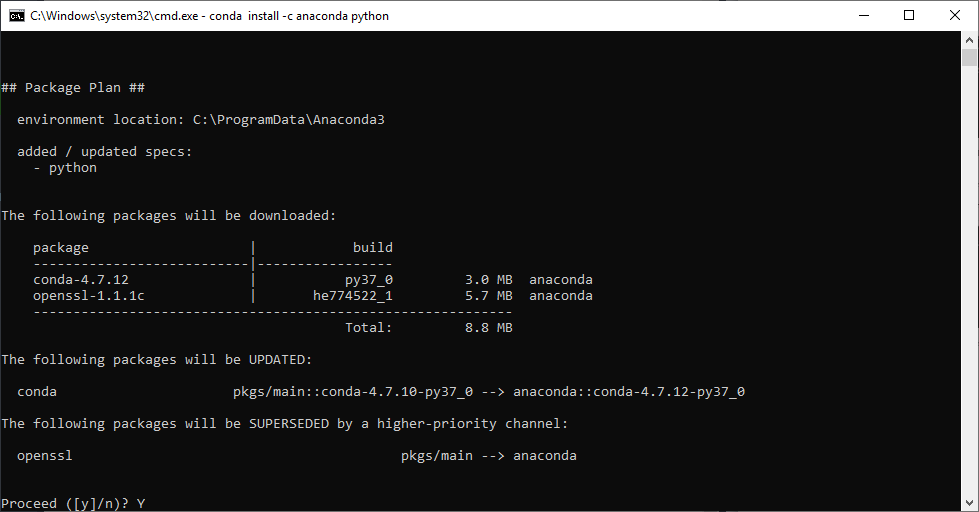 C:\Windows\system32\cmd.exe - conda  install -c anaconda python
## Package Plan ##
  environment location: C:\ProgramData\Anaconda3
  added / updated specs:
    - python
The following packages will be downloaded:
    package                    |            build
    ---------------------------|-----------------
    conda-4.7.12               |           py37_0         3.0 MB  anaconda
    openssl-1.1.1c             |       he774522_1         5.7 MB  anaconda
    ------------------------------------------------------------
                                           Total:         8.8 MB
The following packages will be UPDATED:
  conda                      pkgs/main::conda-4.7.10-py37_0 --> anaconda::conda-4.7.12-py37_0
The following packages will be SUPERSEDED by a higher-priority channel:
  openssl                                         pkgs/main --> anaconda
Proceed ([y]/n)? Y